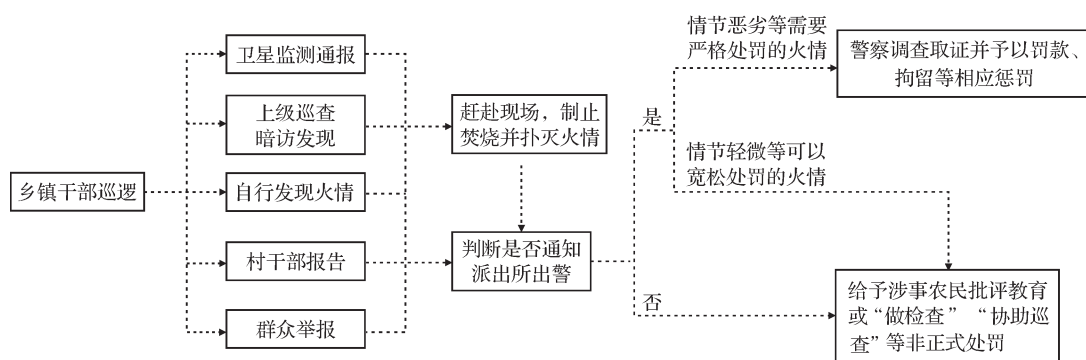 乡镇干部巡逻
卫星监测通报
上级巡查
暗访发现
自行发现火情
村干部报告
群众举报
赶赴现场，制止
焚烧并扑灭火情
判断是否通知
派出所出警
是
否
情节恶劣等需要
严格处罚的火情
情节轻微等可以
宽松处罚的火情
警察调查取证并予以罚款、
拘留等相应惩罚
给予涉事农民批评教育
或“做检查” “协助巡
查”等非正式处罚